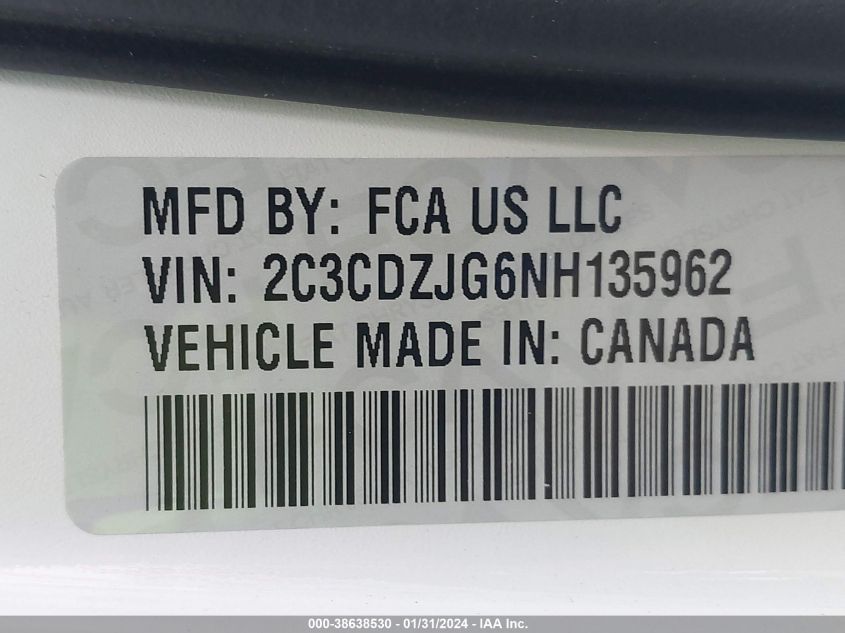 MFD BY: FCA US LLC
VIN: 2C3CDZJG6NH135962
VEHICLE MADE IN: CANADA
000-38638530 - 01/31/2024 - IAA Inc.